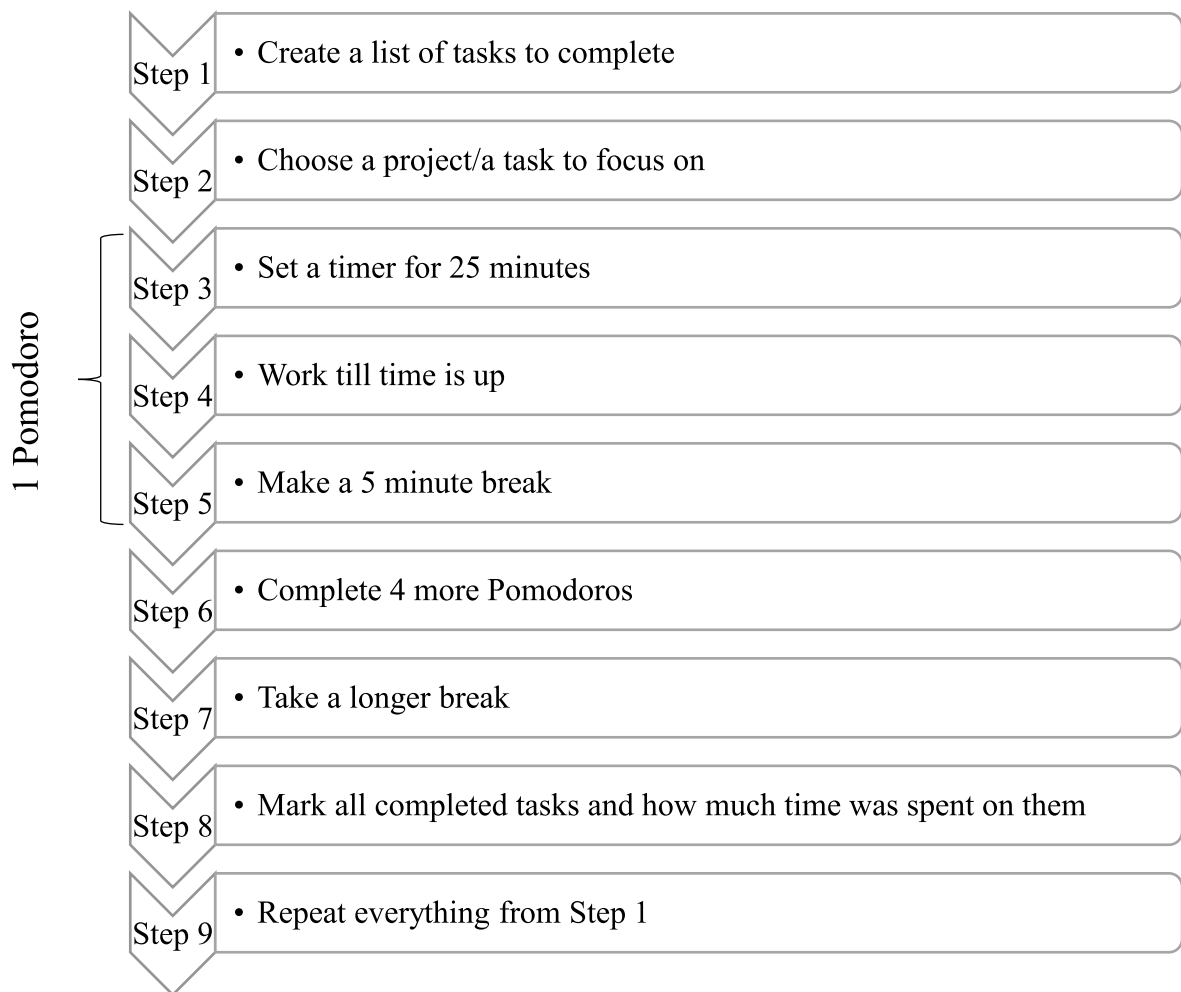 Step 1
• Create a list of tasks to complete
Step 2
• Choose a project/a task to focus on
1 Pomodoro
Step 3
• Set a timer for 25 minutes
Step 4
• Work till time is up
Step 5
• Make a 5 minute break
Step 6
• Complete 4 more Pomodoros
Step 7
• Take a longer break
Step 8
• Mark all completed tasks and how much time was spent on them
Step 9
• Repeat everything from Step 1